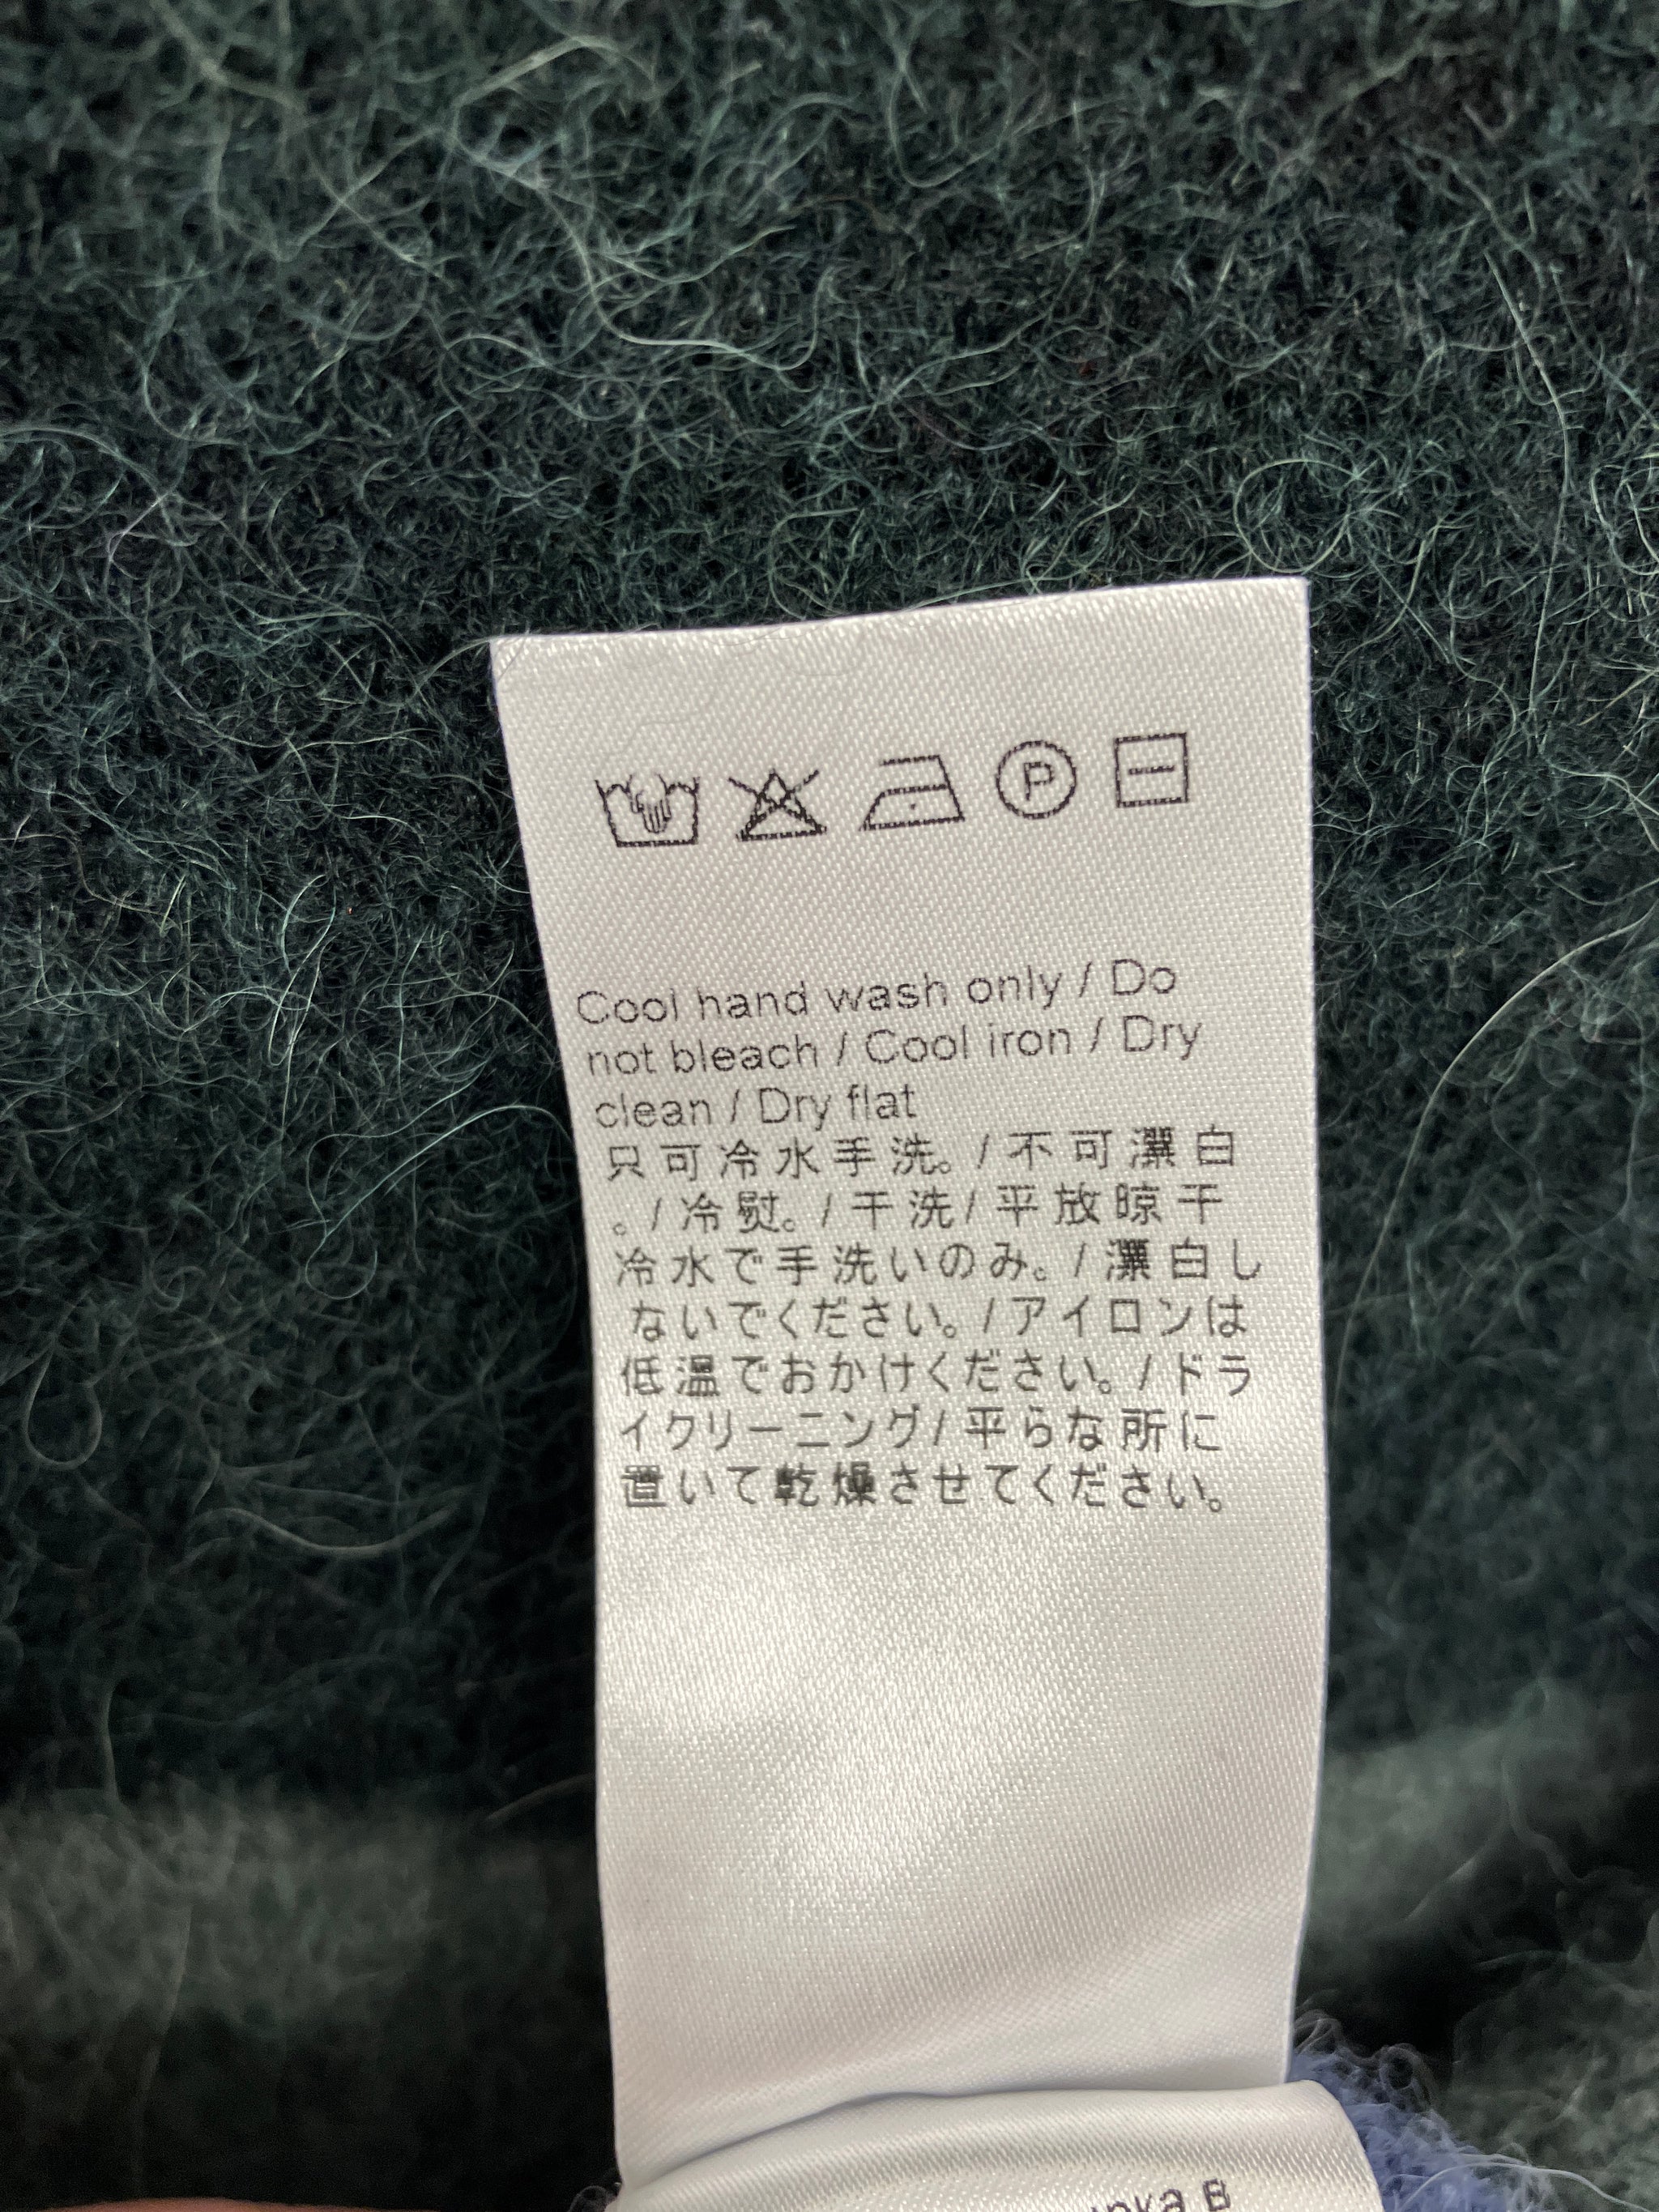 P
Cool hand wash only / Do
not bleach / Cool iron / Dry
clean / Dry flat
只可冷水手洗。/ 不可漂白
。/ 冷熨。/ 干洗/ 平放晾干
冷水で手洗いのみ。/ 漂白し
ないでください。/ アイロンは
低温でおかけください。/ ドラ
イクリーニング/ 平らな所に
置いて乾燥させてください。